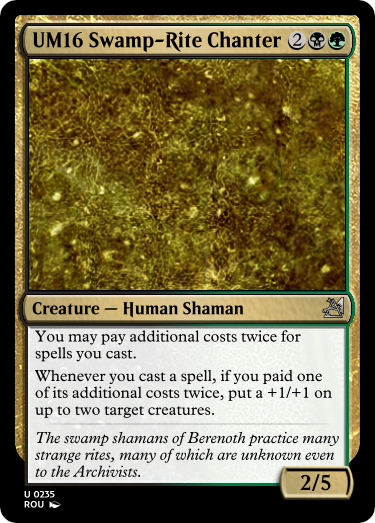 UM16 Swamp-Rite Chanter 2
Creature — Human Shaman
You may pay additional costs twice for
spells you cast.
Whenever you cast a spell, if you paid one
of its additional costs twice, put a +1/+1 on
up to two target creatures.
The swamp shamans of Berenoth practice many
strange rites, many of which are unknown even
to the Archivists.
2/5
U 0235
ROU